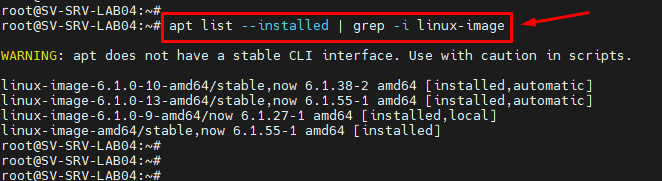 root@SV-SRV-LAB04:~#
root@SV-SRV-LAB04:~# apt list --installed | grep -i linux-image
WARNING: apt does not have a stable CLI interface. Use with caution in scripts.
linux-image-6.1.0-10-amd64/stable,now 6.1.38-2 amd64 [installed,automatic]
linux-image-6.1.0-13-amd64/stable,now 6.1.55-1 amd64 [installed,automatic]
linux-image-6.1.0-9-amd64/now 6.1.27-1 amd64 [installed,local]
linux-image-amd64/stable,now 6.1.55-1 amd64 [installed]
root@SV-SRV-LAB04:~#
root@SV-SRV-LAB04:~#
root@SV-SRV-LAB04:~#